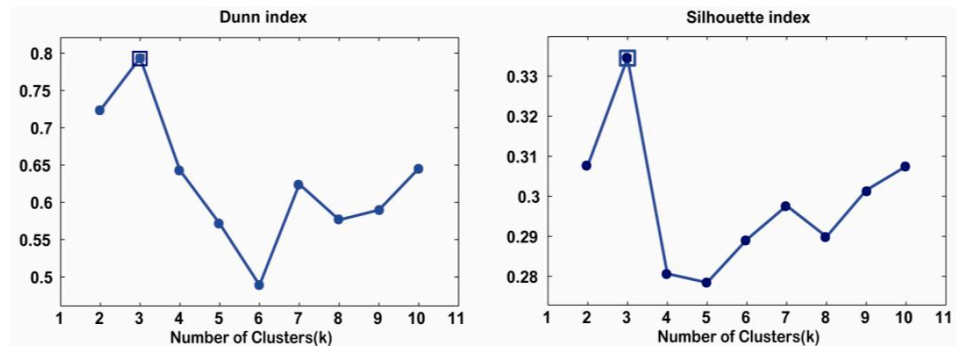 Dunn index
0.8
0.75
0.7
0.65
0.6
0.55
0.5
1 2 3 4 5 6 7 8 9 10 11
Number of Clusters(k)
Silhouette index
0.33
0.32
0.31
0.3
0.29
0.28
1 2 3 4 5 6 7 8 9 10 11
Number of Clusters(k)